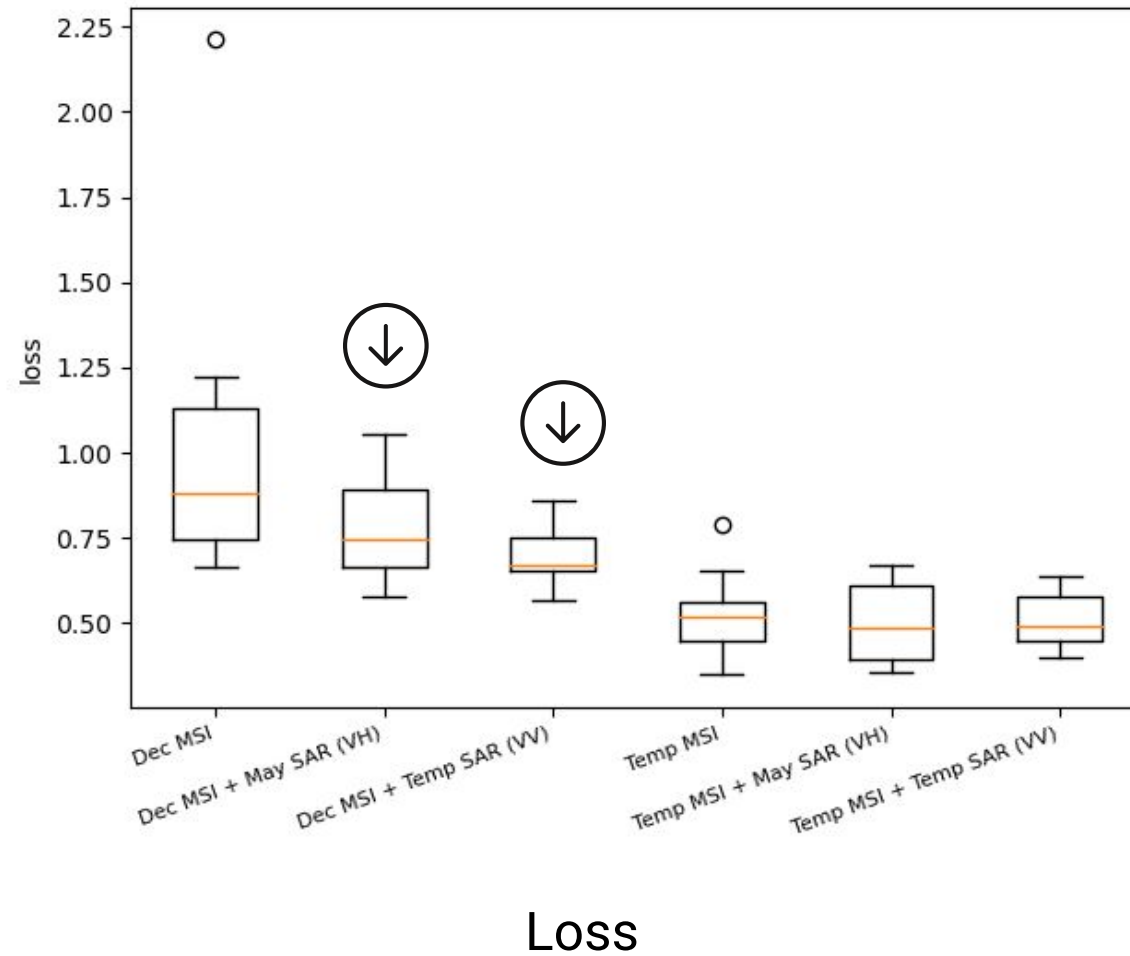 2.25
2.00
1.75
1.50
1.25
1.00
0.75
0.50
loss
Dec MSI
Dec MSI + May SAR (VH)
Dec MSI + Temp SAR (VV)
Temp MSI
Temp MSI + May SAR (VH)
Temp MSI + Temp SAR (VV)
Loss